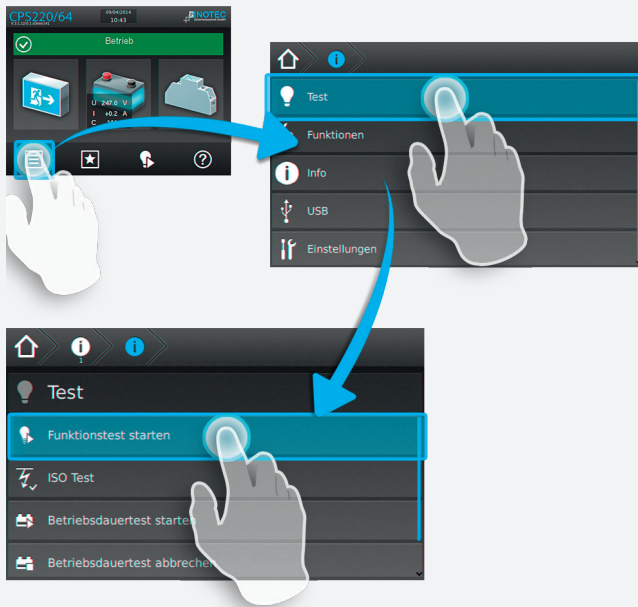 CPS220/64
09/04/2014
10:43
INOTEC
Betrieb
U 247.0 V
I +0.2 A
C
Test
Funktionen
Info
USB
Einstellungen
1
Test
Funktionstest starten
ISO Test
Betriebsdauertest starten
Betriebsdauertest abbrechen